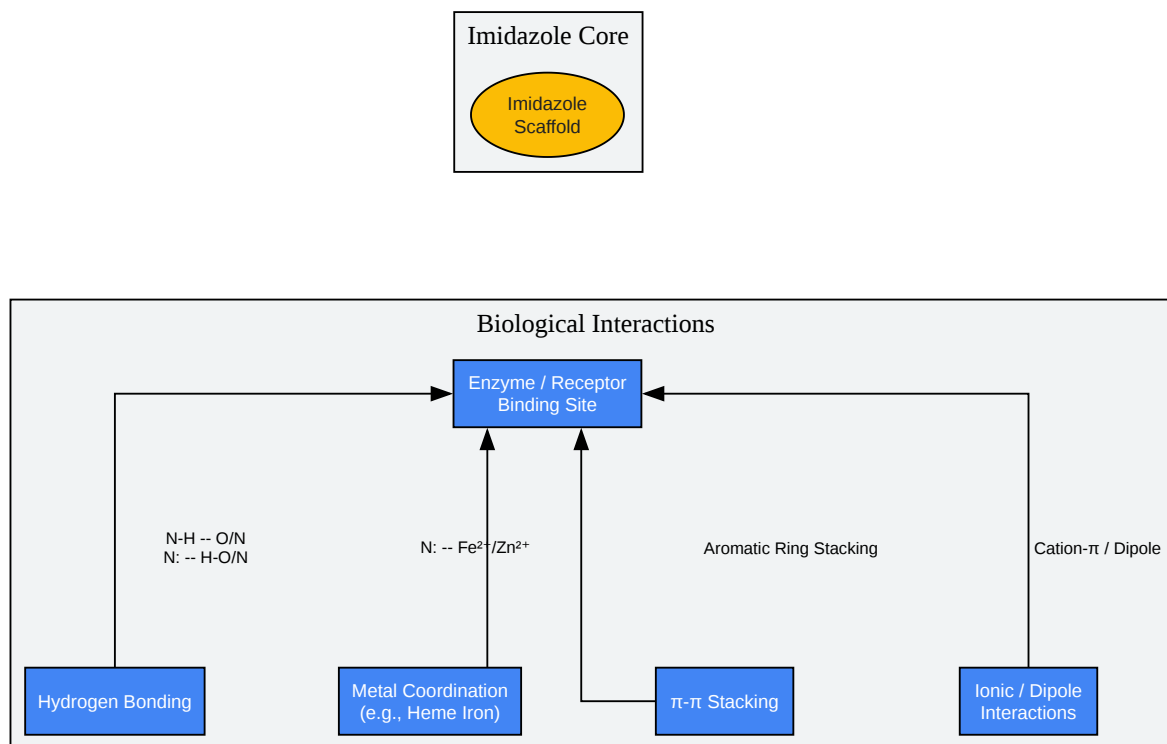 Imidazole Core
Imidazole
Scaffold
Biological Interactions
Enzyme / Receptor
Binding Site
N-H -- O/N
N: -- H-O/N
N: -- Fe²⁺/Zn²⁺
Aromatic Ring Stacking
Cation-π / Dipole
Hydrogen Bonding
Metal Coordination
(e.g., Heme Iron)
π-π Stacking
Ionic / Dipole
Interactions